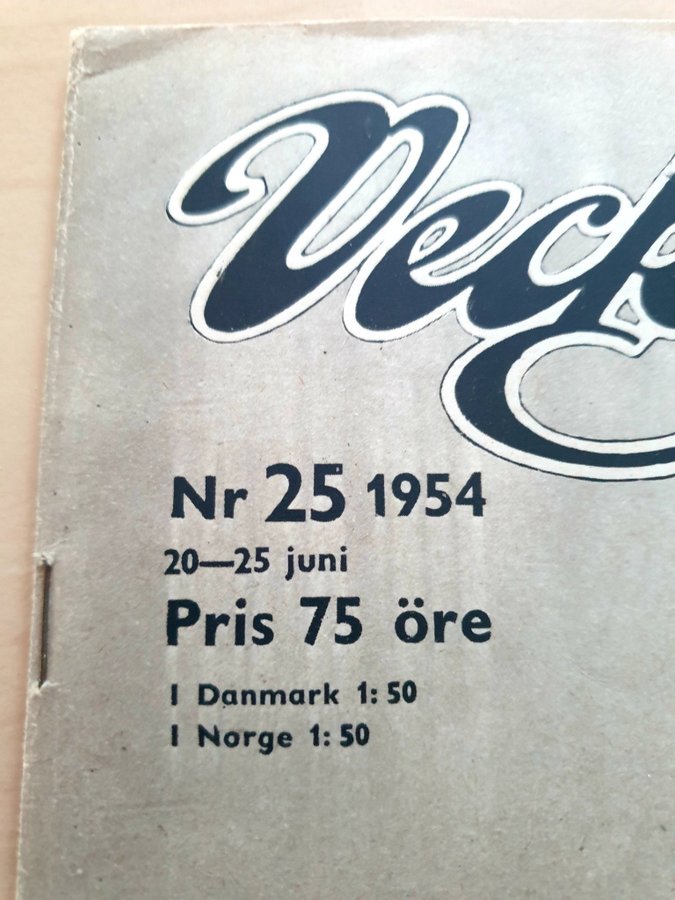 Nr 25 1954
20—25 juni
Pris 75 öre
I Danmark 1:50
I Norge 1:50